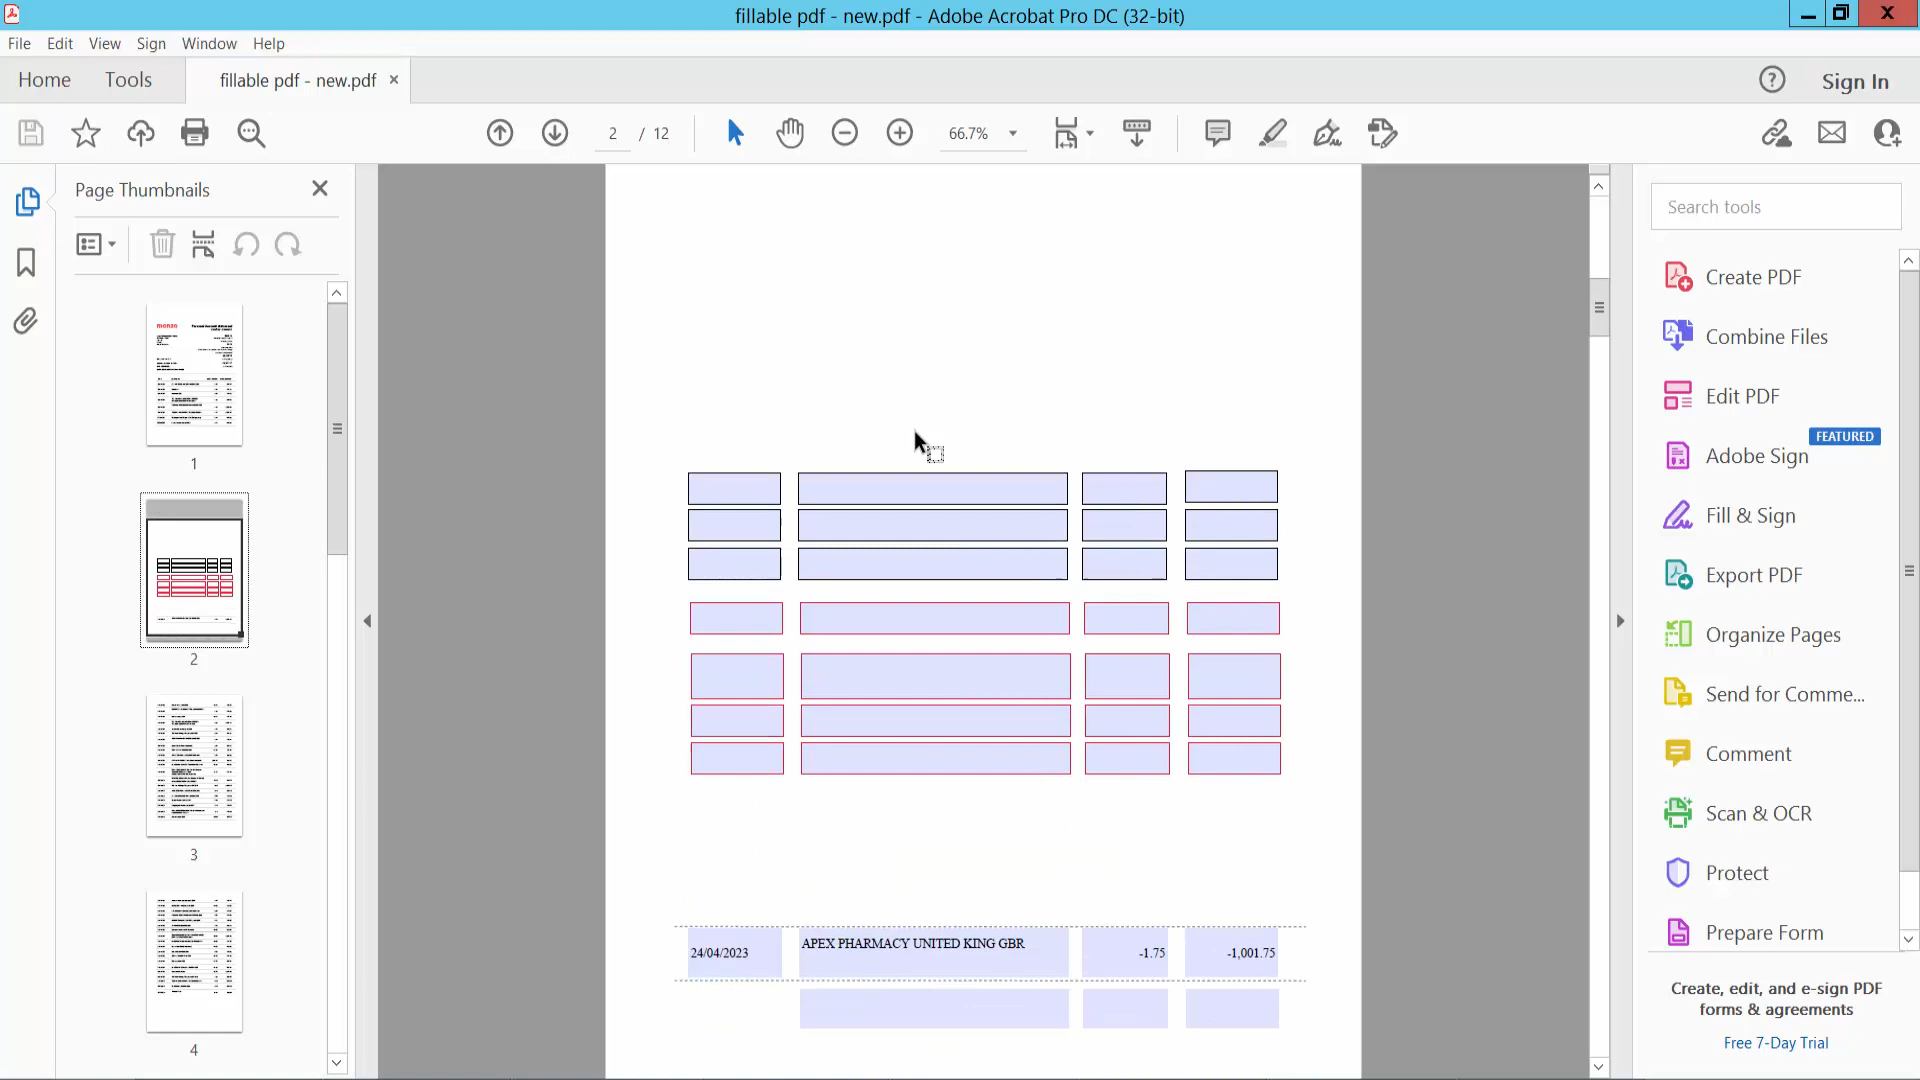 fillable pdf - new.pdf - Adobe Acrobat Pro DC (32-bit)
File Edit View Sign Window Help
Home Tools fillable pdf - new.pdf × Sign In
2 / 12 66.7%
Page Thumbnails
Search tools
Create PDF
Combine Files
Edit PDF
FEATURED
Adobe Sign
Fill & Sign
Export PDF
Organize Pages
Send for Comme...
Comment
Scan & OCR
Protect
Prepare Form
Create, edit, and e-sign PDF
forms & agreements
Free 7-Day Trial
monzo
1
2
3
4
24/04/2023 APEX PHARMACY UNITED KING GBR -1.75 -1,001.75